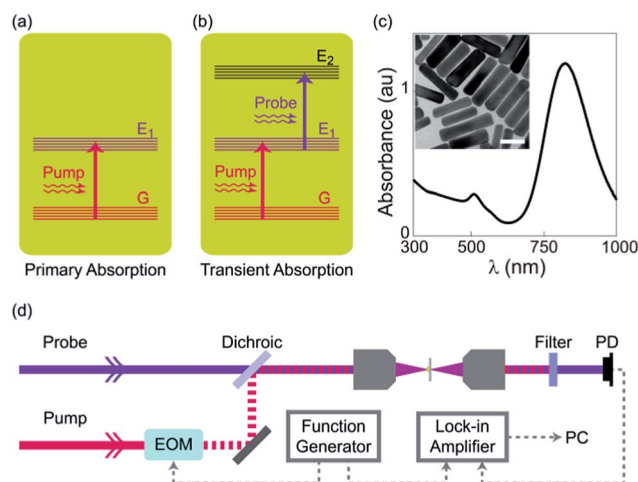 (a)
E1
Pump
G
Primary Absorption
(b)
E2
Probe
E1
Pump
G
Transient Absorption
(c)
Absorbance (au)
1
0
300
500
750
1000
λ (nm)
(d)
Probe
Dichroic
Filter
PD
Pump
EOM
Function
Generator
Lock-in
Amplifier
PC